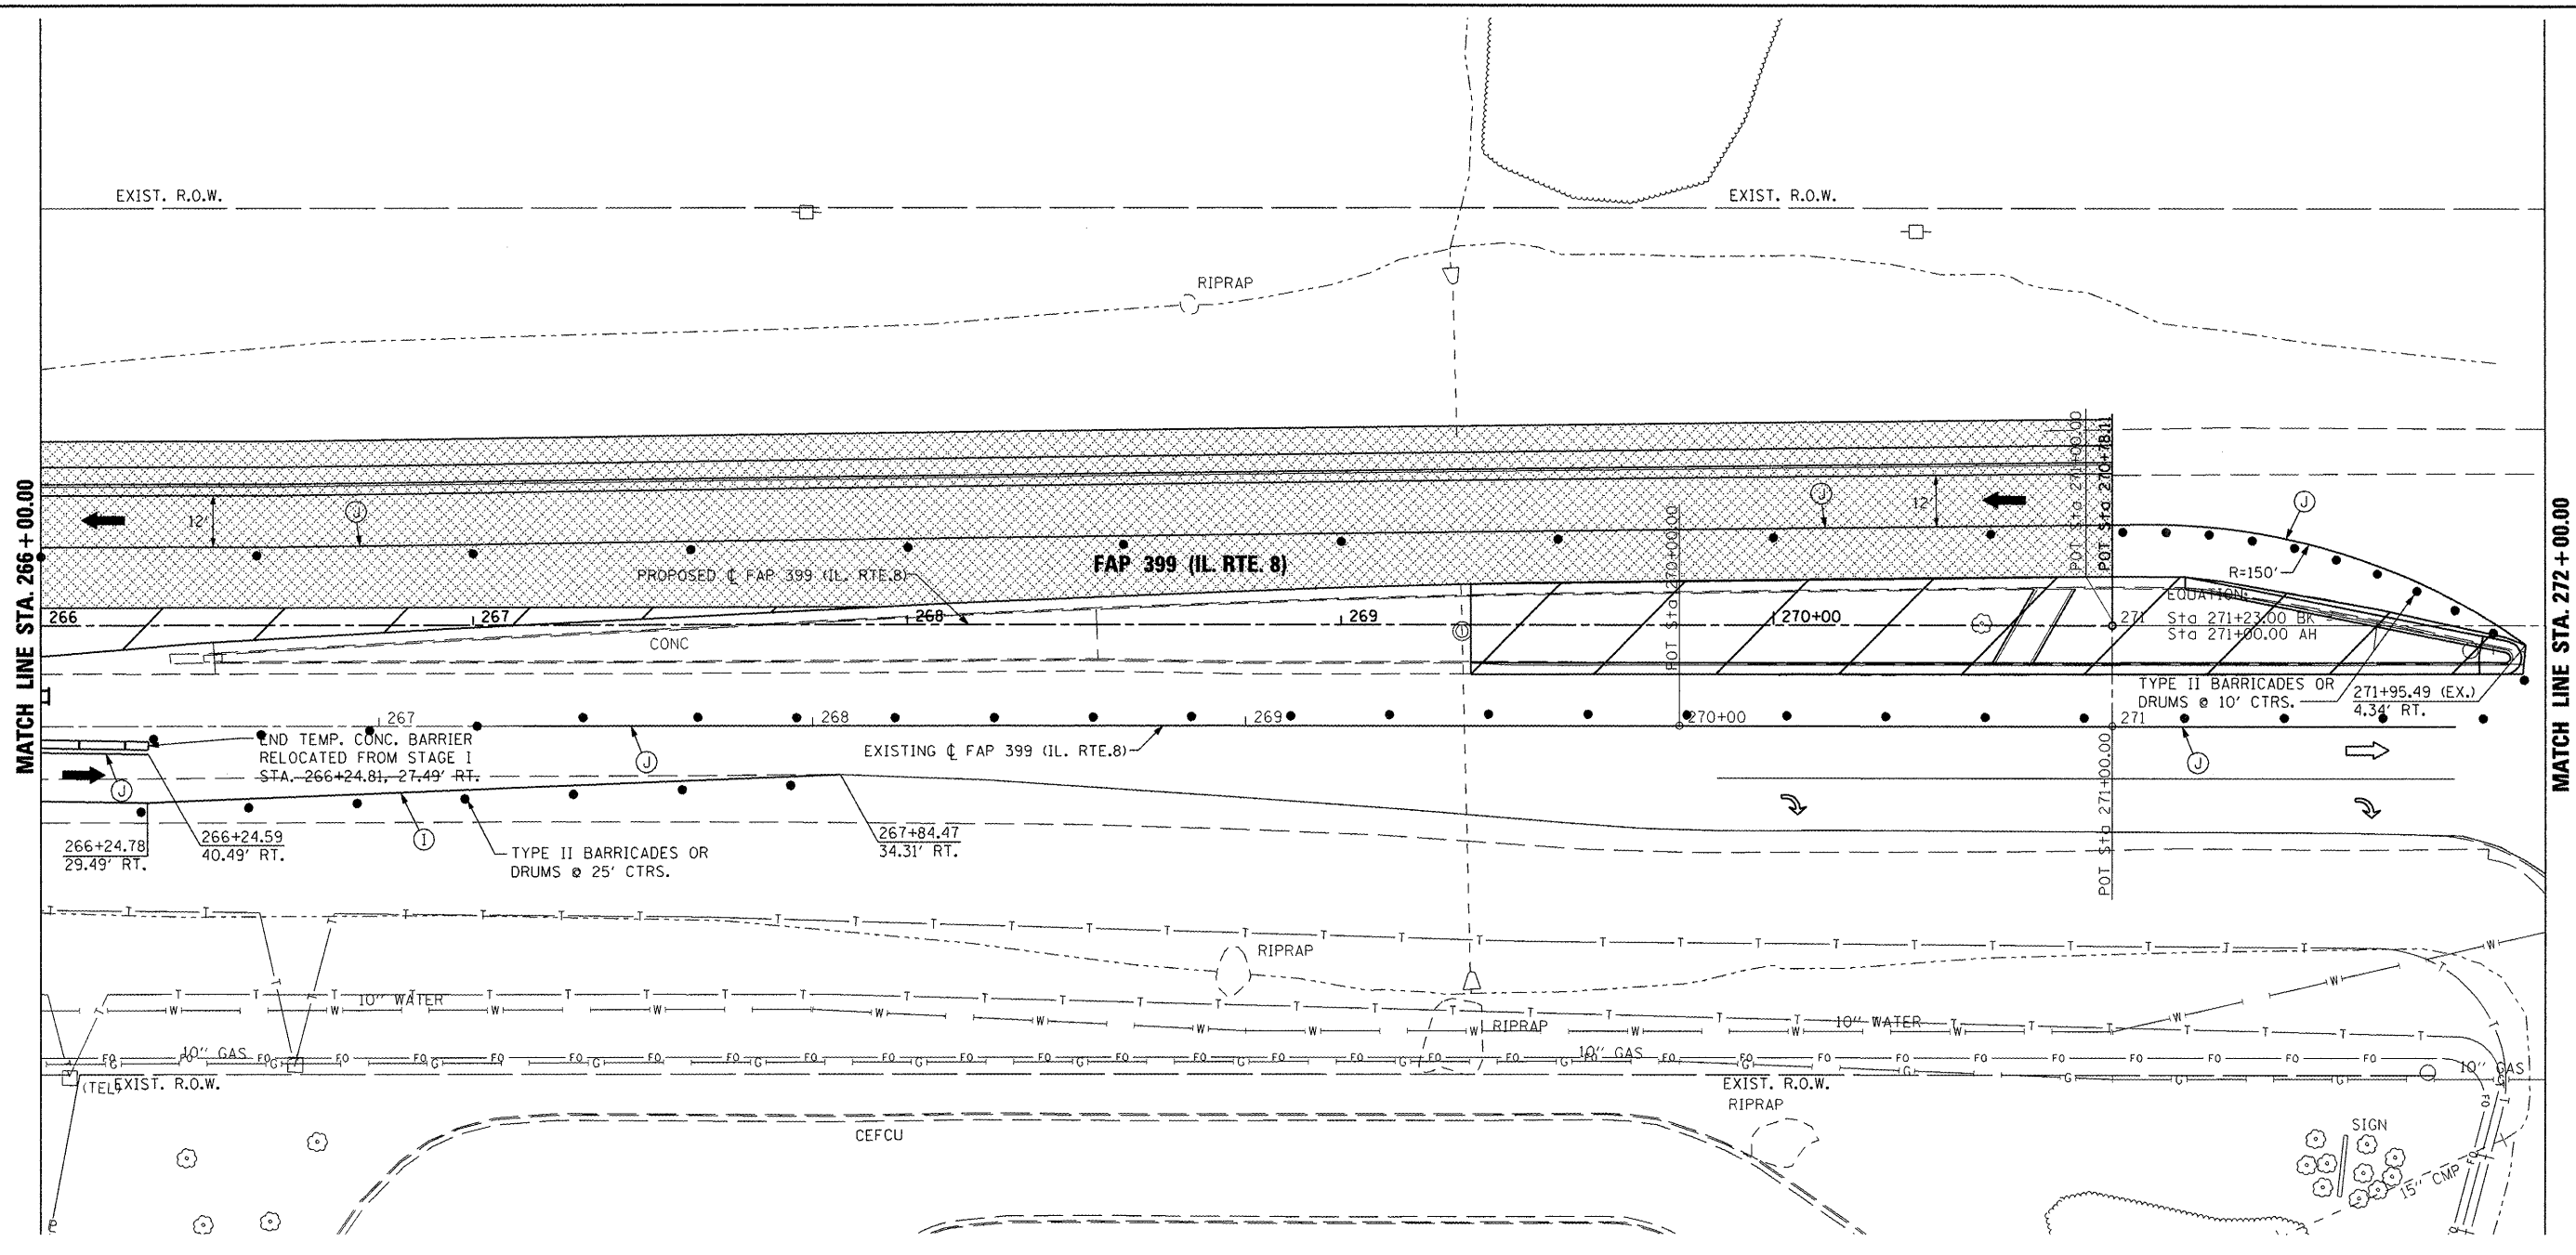 EXIST. R.O.W.
EXIST. R.O.W.
RIPRAP
MATCH LINE STA. 266+00.00
MATCH LINE STA. 272+00.00
POT Sta 271+00.00
POT Sta 270+78.11
POT Sta 270+00.00
12'
J
J
12'
J
FAP 399 (IL. RTE. 8)
PROPOSED ℄ FAP 399 (IL. RTE.8)
R=150'
EQUATION:
Sta 271+23.00 BK =
Sta 271+00.00 AH
266
267
268
269
270+00
271
CONC
TYPE II BARRICADES OR
DRUMS @ 10' CTRS.
271+95.49 (EX.)
4.34' RT.
267
268
269
270+00
271
END TEMP. CONC. BARRIER
RELOCATED FROM STAGE I
STA. 266+24.81, 27.49' RT.
EXISTING ℄ FAP 399 (IL. RTE.8)
J
J
J
I
POT Sta 271+00.00
266+24.78
29.49' RT.
266+24.59
40.49' RT.
TYPE II BARRICADES OR
DRUMS @ 25' CTRS.
267+84.47
34.31' RT.
RIPRAP
10" WATER
RIPRAP
10" WATER
10" GAS
10" GAS
10" GAS
(TEL)
EXIST. R.O.W.
EXIST. R.O.W.
RIPRAP
CEFCU
SIGN
15" CMP